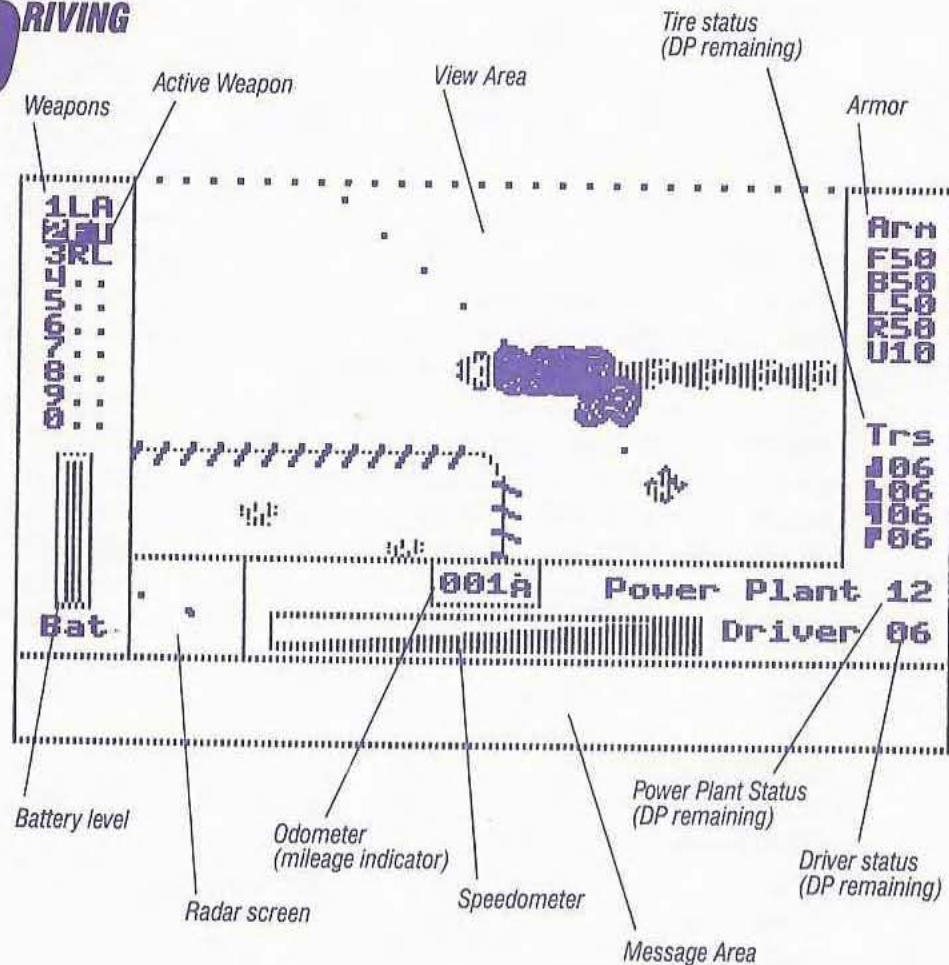 DRIVING
Tire status
(DP remaining)
View Area
Active Weapon
Weapons
Armor
1LA
2FU
3RL
4..
5..
6..
7..
8..
9..
0..
Bat
Arm
F50
B50
L50
R50
U10
Trs
06
06
06
06
001
Power Plant 12
Driver 06
Battery level
Odometer
(mileage indicator)
Radar screen
Speedometer
Power Plant Status
(DP remaining)
Driver status
(DP remaining)
Message Area